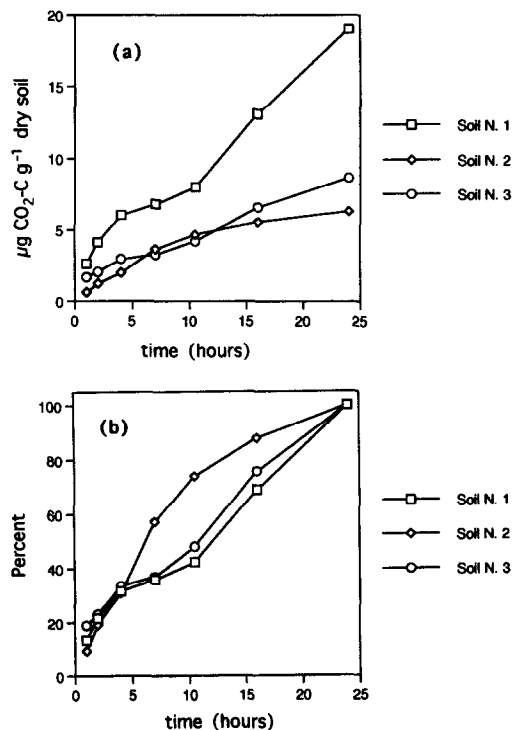 (a)
20
15
10
5
0
µg CO₂-C g⁻¹ dry soil
0 5 10 15 20 25
time (hours)
Soil N. 1
Soil N. 2
Soil N. 3
(b)
100
80
60
40
20
0
Percent
0 5 10 15 20 25
time (hours)
Soil N. 1
Soil N. 2
Soil N. 3